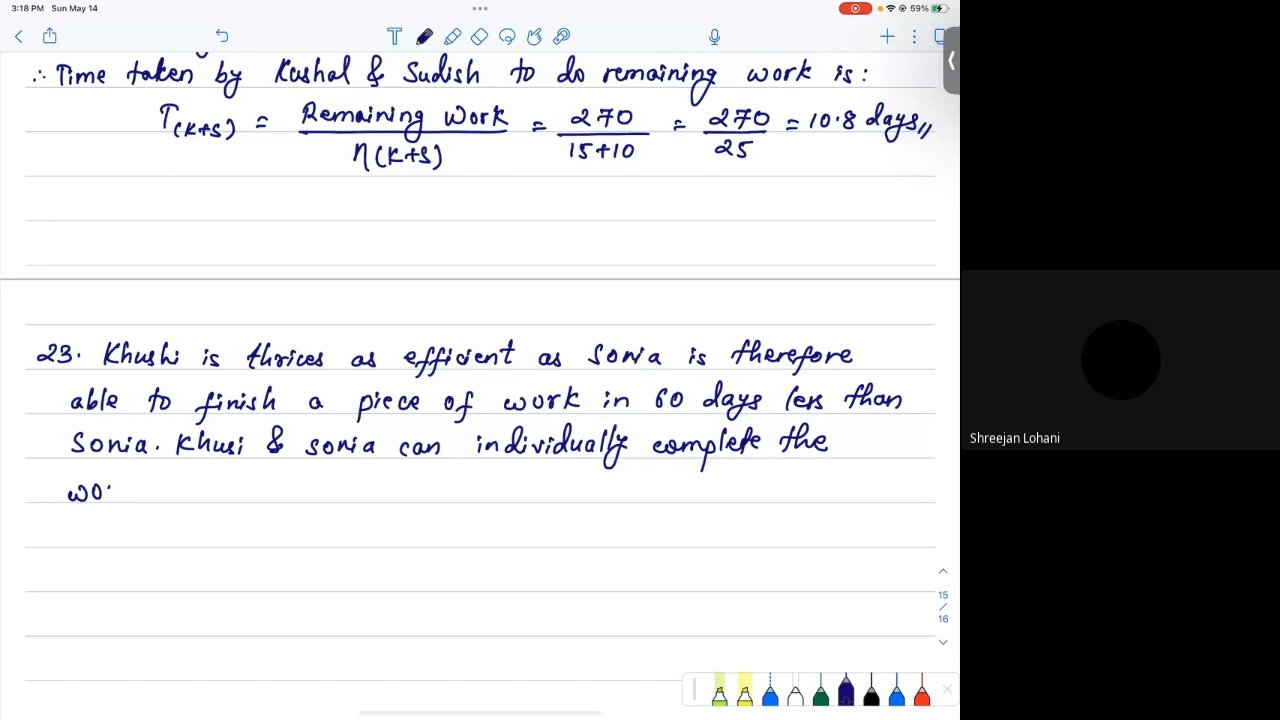 3:18 PM Sun May 14
59%
∴ Time taken by Kushal & Sudish to do remaining work is:
T(K+S) = Remaining Work / η(K+S) = 270 / 15+10 = 270 / 25 = 10.8 days,,
23. Khushi is thrices as efficient as Sonia is therefore
able to finish a piece of work in 60 days less than
Sonia. Khusi & sonia can individually complete the
wo
Shreejan Lohani
15
/
16